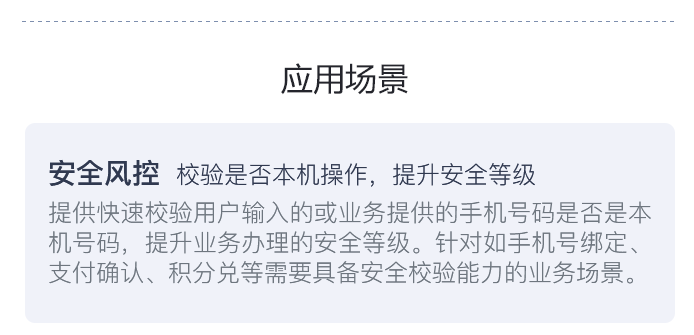 应用场景
安全风控 校验是否本机操作，提升安全等级
提供快速校验用户输入的或业务提供的手机号码是否是本
机号码，提升业务办理的安全等级。针对如手机号绑定、
支付确认、积分兑等需要具备安全校验能力的业务场景。